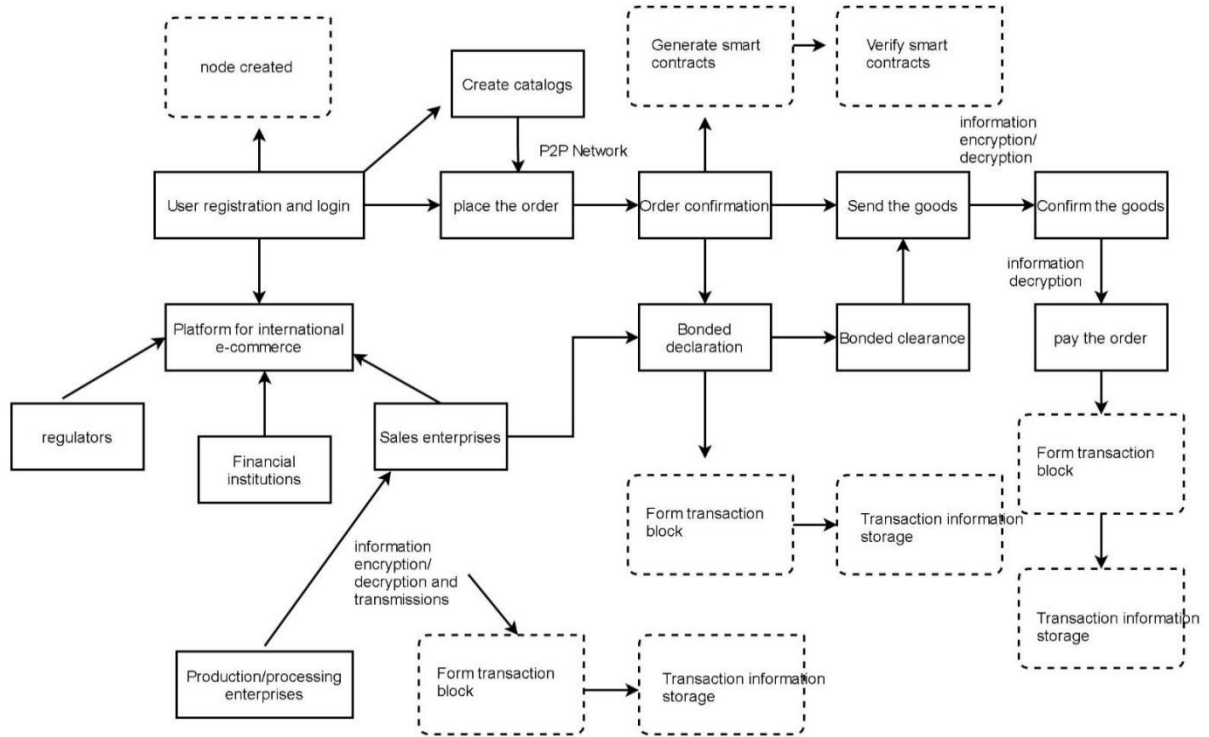 node created
Create catalogs
Generate smart
contracts
Verify smart
contracts
P2P Network
information
encryption/
decryption
User registration and login
place the order
Order confirmation
Send the goods
Confirm the goods
information
decryption
Platform for international
e-commerce
Bonded
declaration
Bonded clearance
pay the order
regulators
Financial
institutions
Sales enterprises
Form transaction
block
Form transaction
block
Transaction information
storage
information
encryption/
decryption and
transmissions
Transaction information
storage
Production/processing
enterprises
Form transaction
block
Transaction information
storage